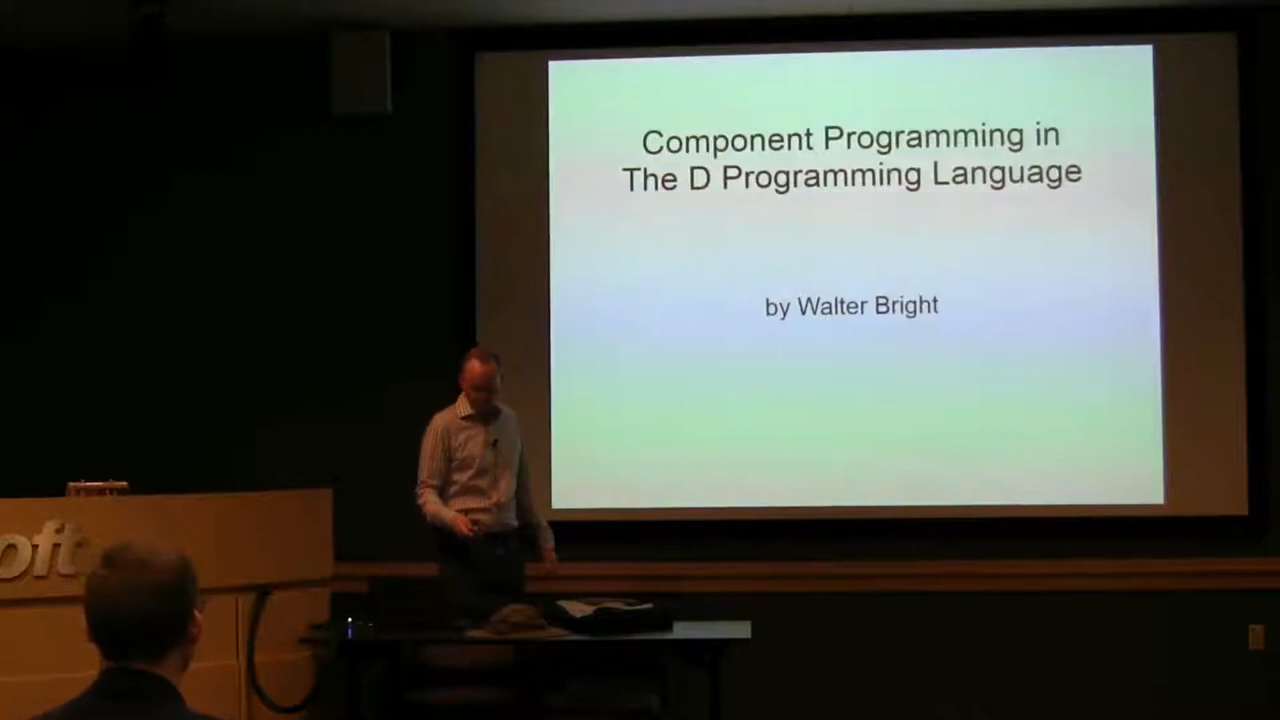 Component Programming in
The D Programming Language
by Walter Bright
oft